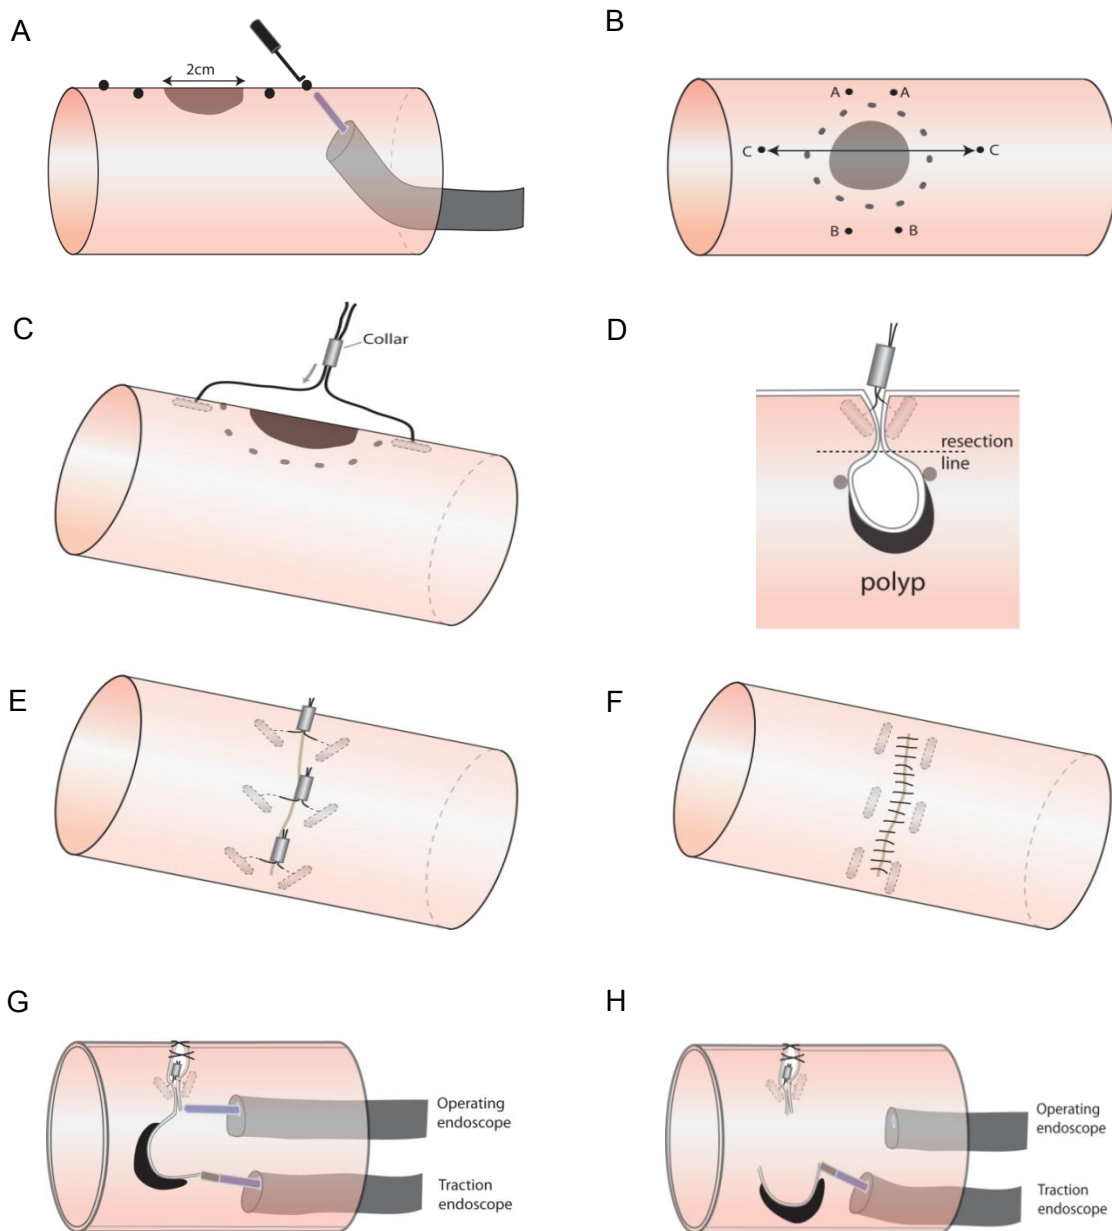 A
2cm
B
A A
C C
B B
C
Collar
D
resection
line
polyp
E
F
G
Operating
endoscope
Traction
endoscope
H
Operating
endoscope
Traction
endoscope